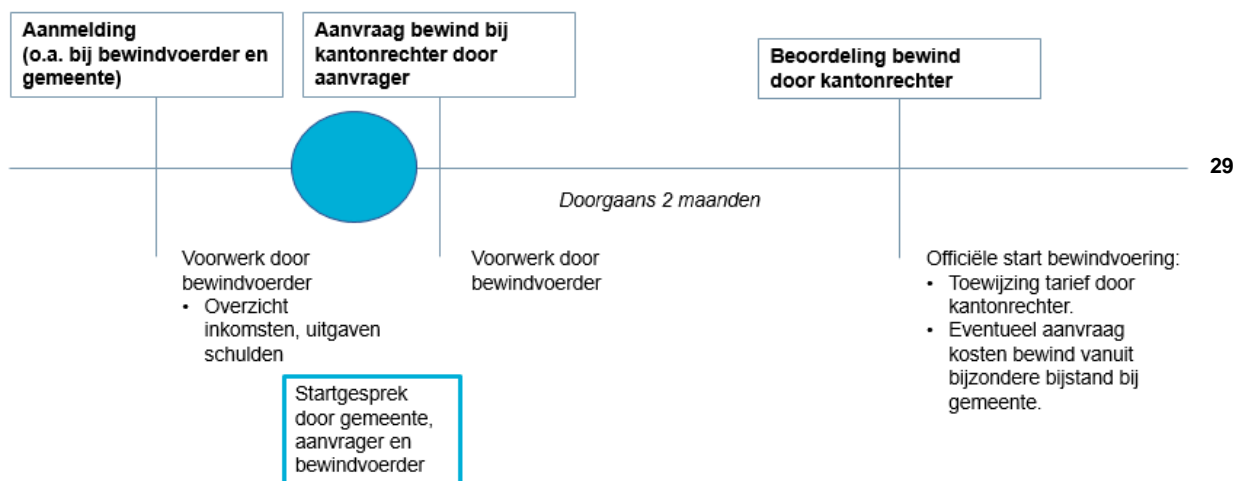 Aanmelding
(o.a. bij bewindvoerder en
gemeente)
Aanvraag bewind bij
kantonrechter door
aanvrager
Beoordeling bewind
door kantonrechter
29
Doorgaans 2 maanden
Voorwerk door
bewindvoerder
• Overzicht
inkomsten, uitgaven
schulden
Startgesprek
door gemeente,
aanvrager en
bewindvoerder
Voorwerk door
bewindvoerder
Officiële start bewindvoering:
• Toewijzing tarief door
kantonrechter.
• Eventueel aanvraag
kosten bewind vanuit
bijzondere bijstand bij
gemeente.